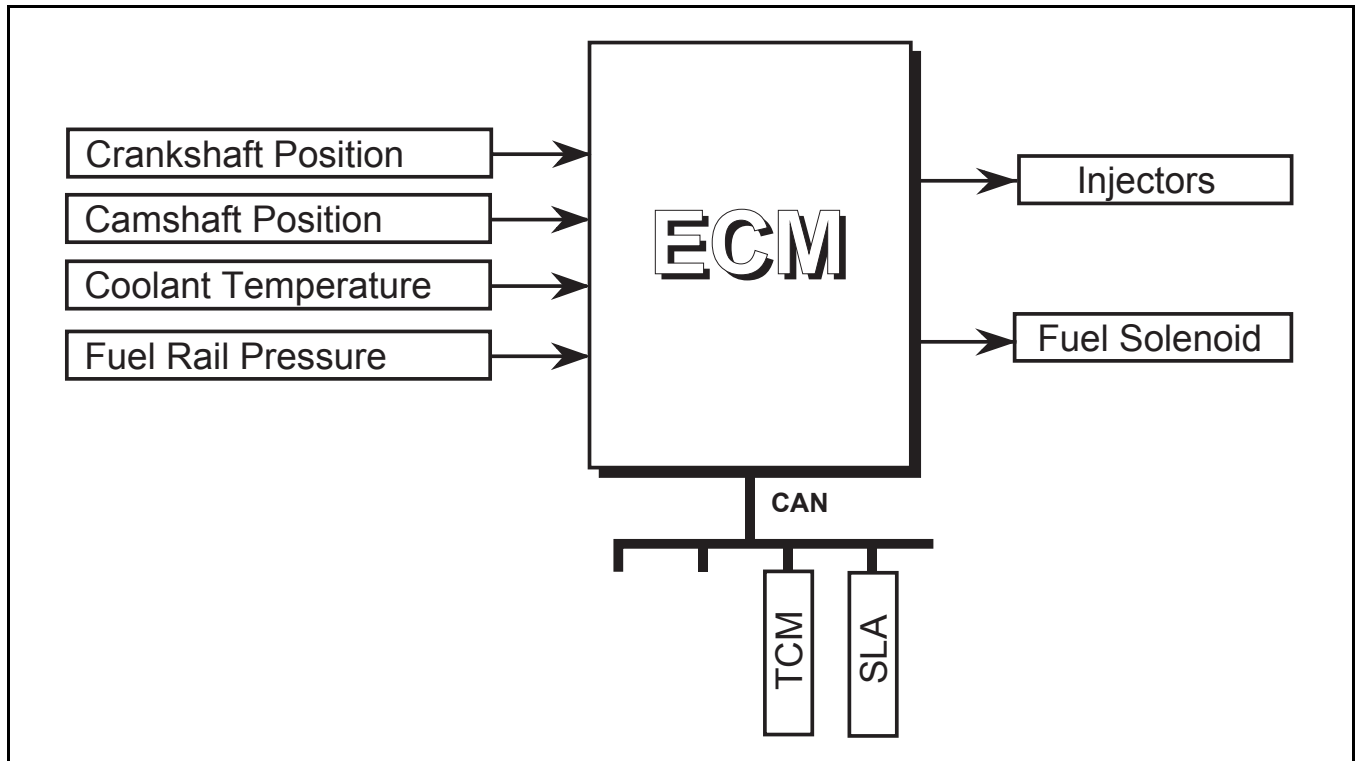 Crankshaft Position
Camshaft Position
Coolant Temperature
Fuel Rail Pressure
ECM
Injectors
Fuel Solenoid
CAN
TCM
SLA